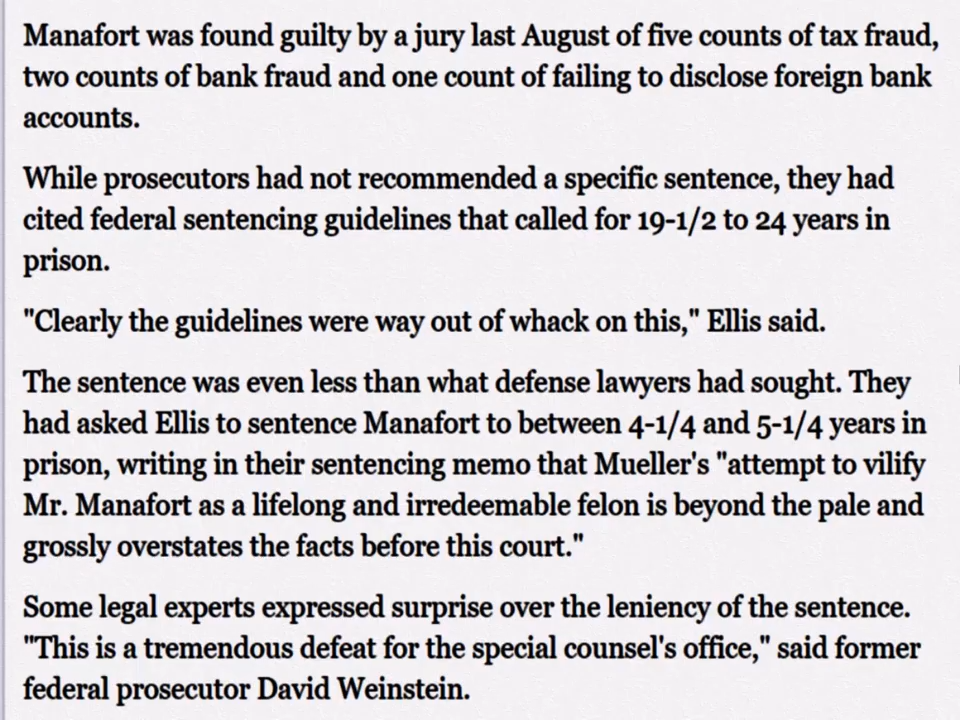 Manafort was found guilty by a jury last August of five counts of tax fraud,
two counts of bank fraud and one count of failing to disclose foreign bank
accounts.
While prosecutors had not recommended a specific sentence, they had
cited federal sentencing guidelines that called for 19-1/2 to 24 years in
prison.
"Clearly the guidelines were way out of whack on this," Ellis said.
The sentence was even less than what defense lawyers had sought. They
had asked Ellis to sentence Manafort to between 4-1/4 and 5-1/4 years in
prison, writing in their sentencing memo that Mueller's "attempt to vilify
Mr. Manafort as a lifelong and irredeemable felon is beyond the pale and
grossly overstates the facts before this court."
Some legal experts expressed surprise over the leniency of the sentence.
"This is a tremendous defeat for the special counsel's office," said former
federal prosecutor David Weinstein.